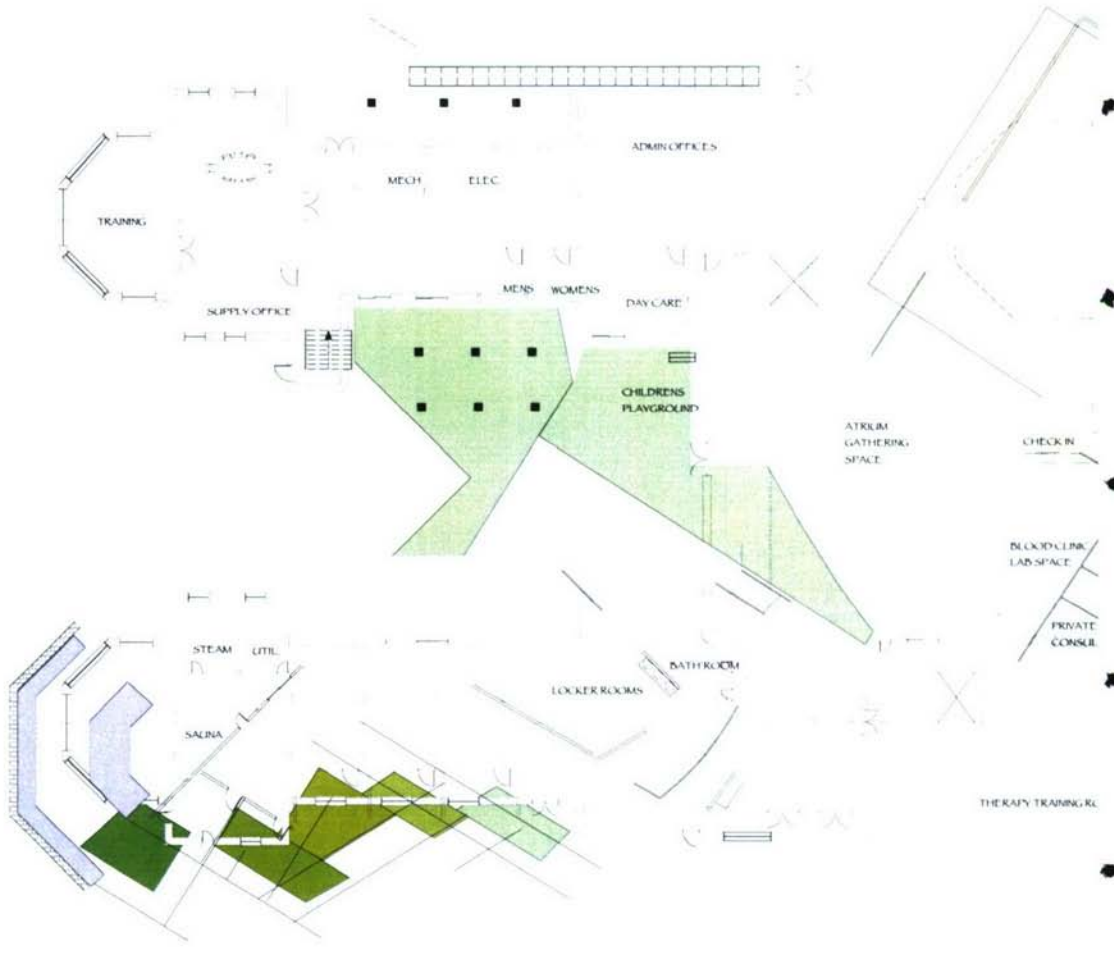 ADMIN OFFICES
MECH
ELEC.
TRAINING
MENS
WOMENS
DAY CARE
SUPPLY OFFICE
CHILDRENS
PLAYGROUND
ATRIUM
GATHERING
SPACE
CHECK IN
BLOOD CLINIC
LAB SPACE
PRIVATE
CONSUL
STEAM
UTIL.
BATH ROOM
LOCKER ROOMS
SAUNA
THERAPY TRAINING RO